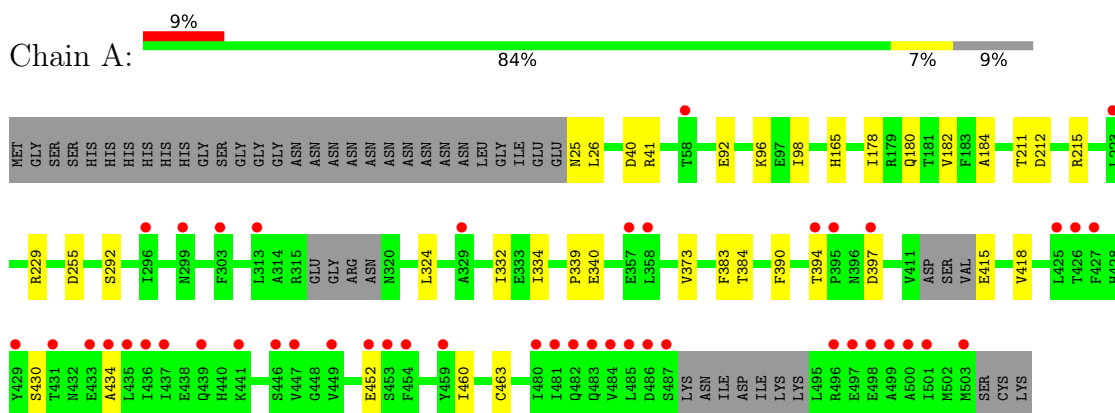 Chain A:
9%
84% 7% 9%
MET GLY SER SER HIS HIS HIS HIS HIS HIS GLY SER GLY GLY GLY ASN ASN ASN ASN ASN ASN ASN ASN ASN ASN LEU GLY ILE GLU GLU N25 L26 D40 R41 T58 E92 K96 E97 I98 H165 I178 R179 Q180 T181 V182 F183 A184 T211 D212 R215 L223
R229 D255 S292 I296 N299 F303 L313 A314 R315 GLU GLY ARG ASN N320 L324 A329 I332 E333 I334 P339 E340 E357 L358 V373 F383 T384 F390 T394 P395 N396 D397 V411 ASP SER VAL E415 V418 L425 T426 F427 H428
Y429 S430 T431 N432 E433 A434 L435 I436 I437 E438 Q439 H440 K441 S446 V447 G448 V449 E452 S453 F454 Y459 I460 C463 I480 I481 Q482 Q483 V484 L485 D486 S487 LYS ASN ILE ASP ILE LYS LYS L495 R496 E497 E498 A499 A500 I501 M502 M503 SER CYS LYS